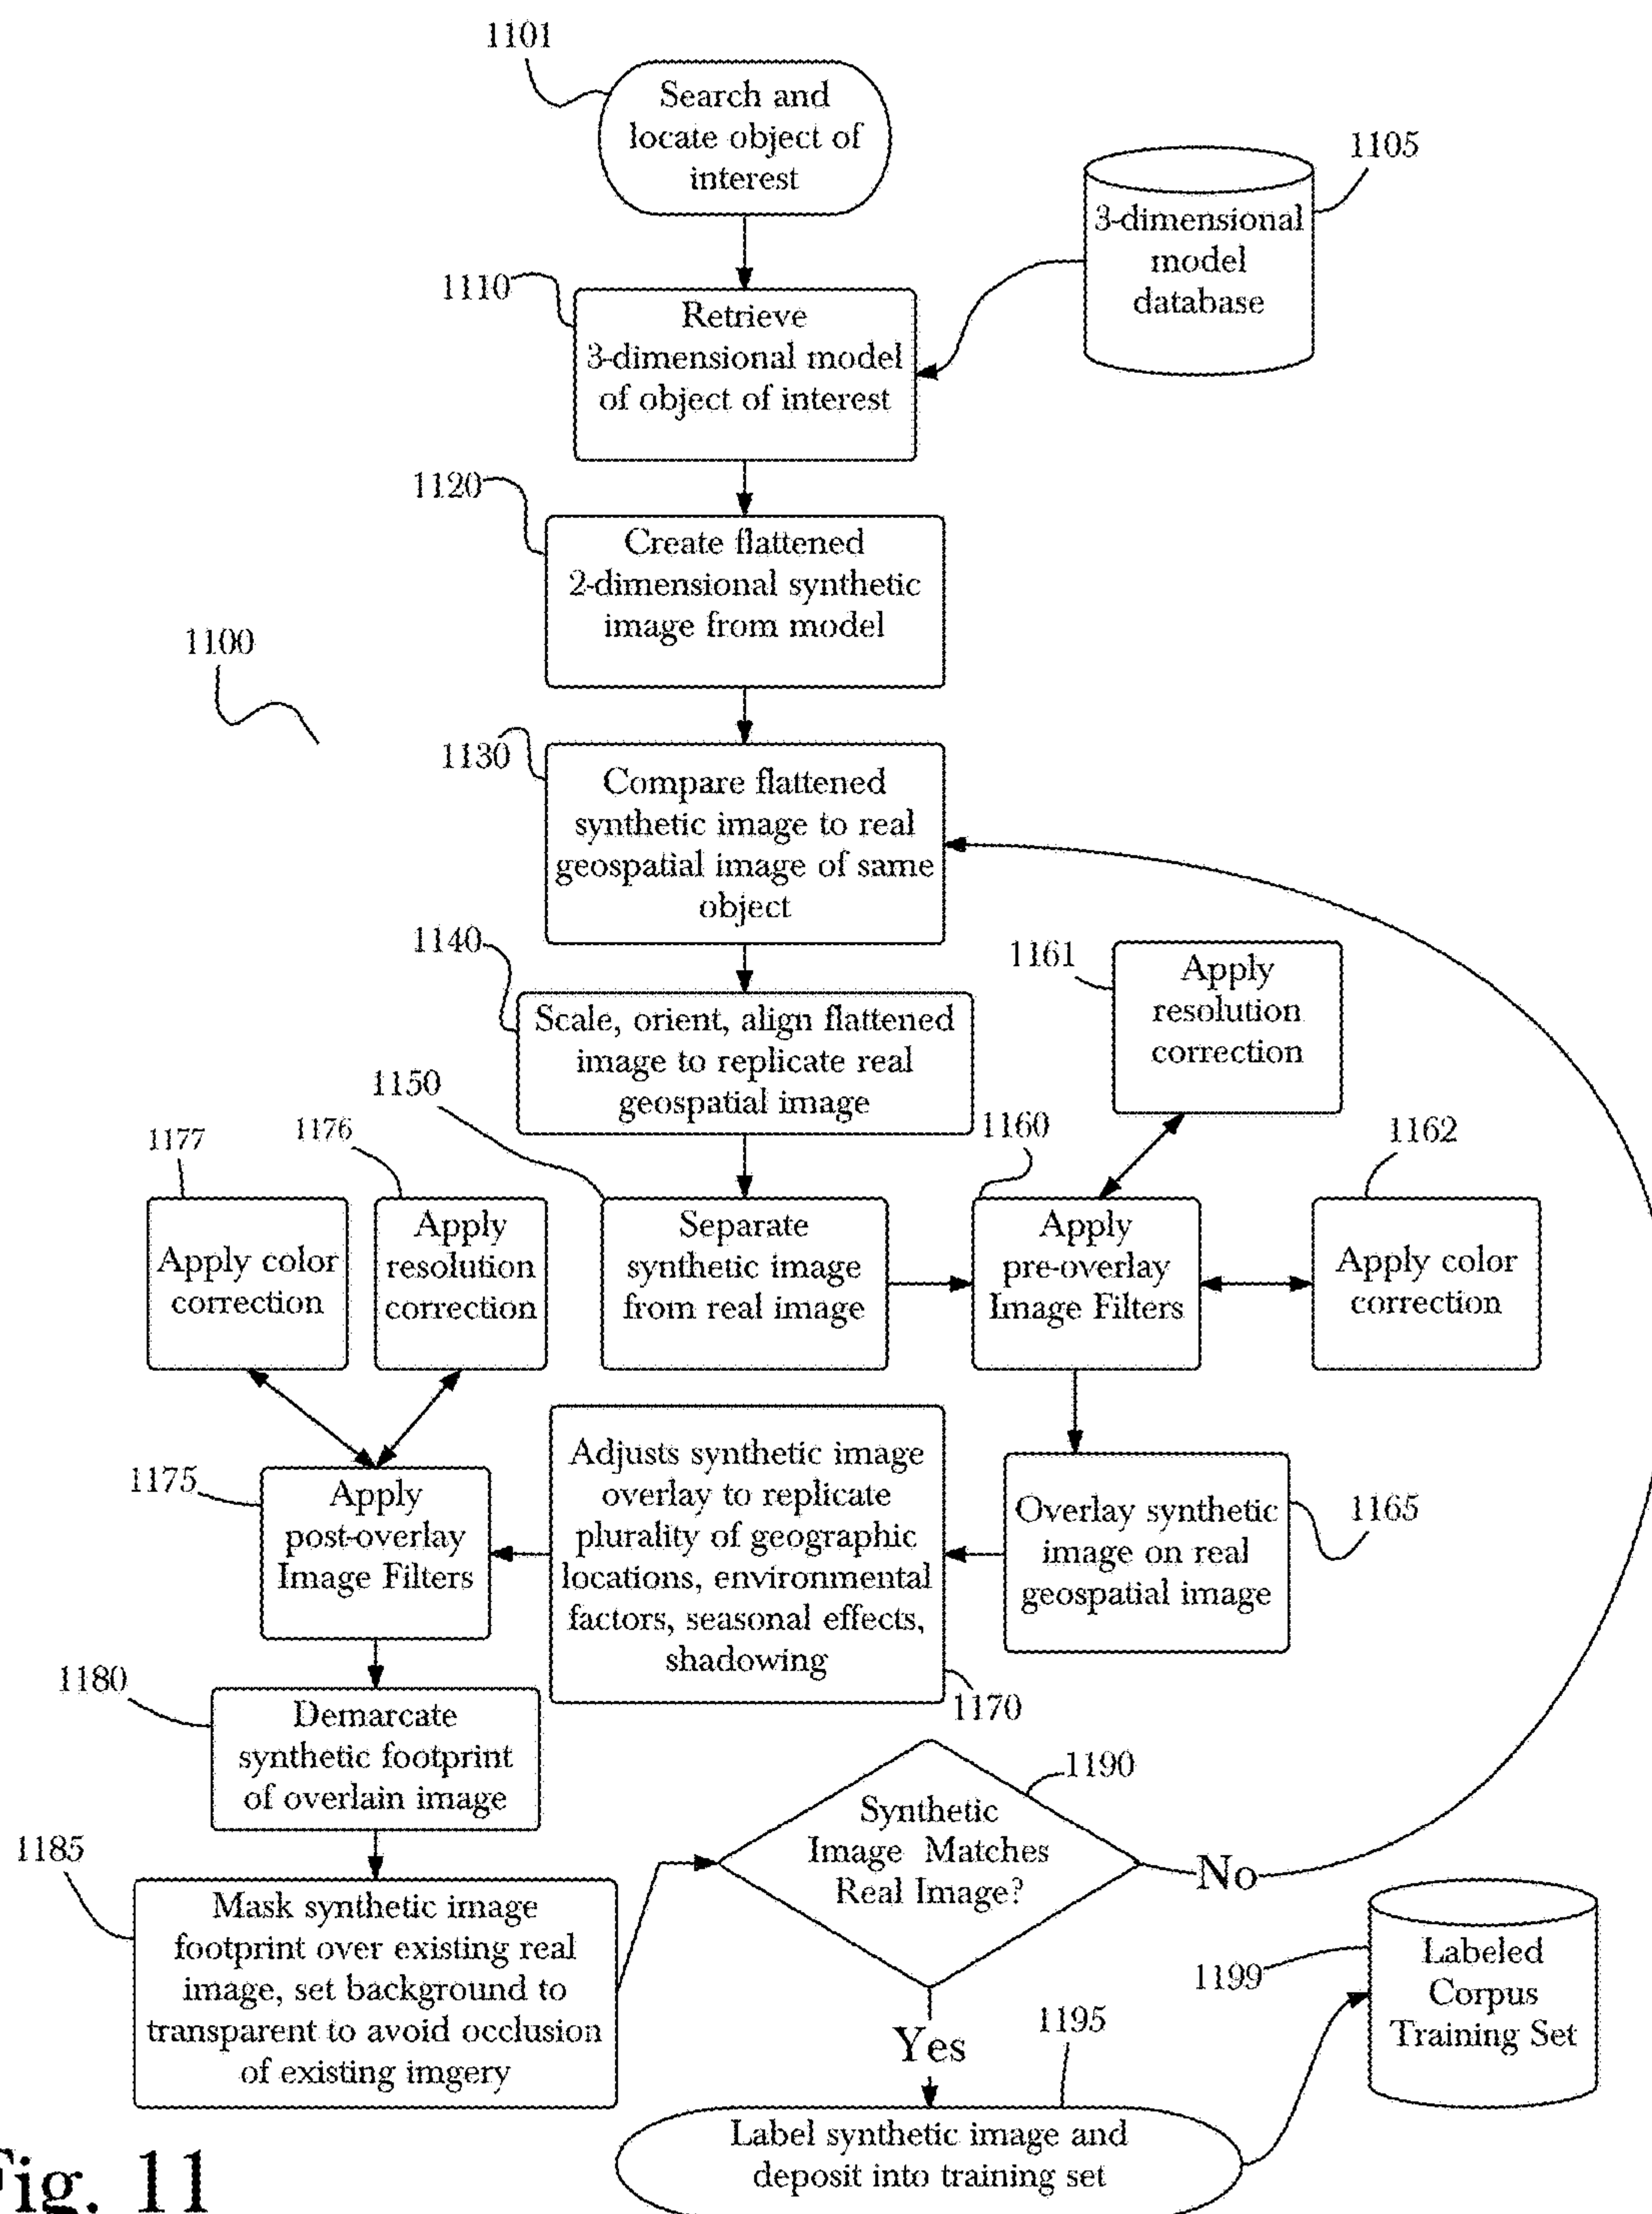 1101
Search and
locate object of
interest
1105
3-dimensional
model
database
1110
Retrieve
3-dimensional model
of object of interest
1120
Create flattened
2-dimensional synthetic
image from model
1100
1130
Compare flattened
synthetic image to real
geospatial image of same
object
1140
Scale, orient, align flattened
image to replicate real
geospatial image
1161
Apply
resolution
correction
1150
1160
1162
1177
1176
Apply color
correction
Apply
resolution
correction
Separate
synthetic image
from real image
Apply
pre-overlay
Image Filters
Apply color
correction
1175
Apply
post-overlay
Image Filters
Adjusts synthetic image
overlay to replicate
plurality of geographic
locations, environmental
factors, seasonal effects,
shadowing
1170
Overlay synthetic
image on real
geospatial image
1165
1180
Demarcate
synthetic footprint
of overlain image
1185
Mask synthetic image
footprint over existing real
image, set background to
transparent to avoid occlusion
of existing imgery
1190
Synthetic
Image Matches
Real Image?
No
Yes
1195
Label synthetic image and
deposit into training set
1199
Labeled
Corpus
Training Set
Fig. 11